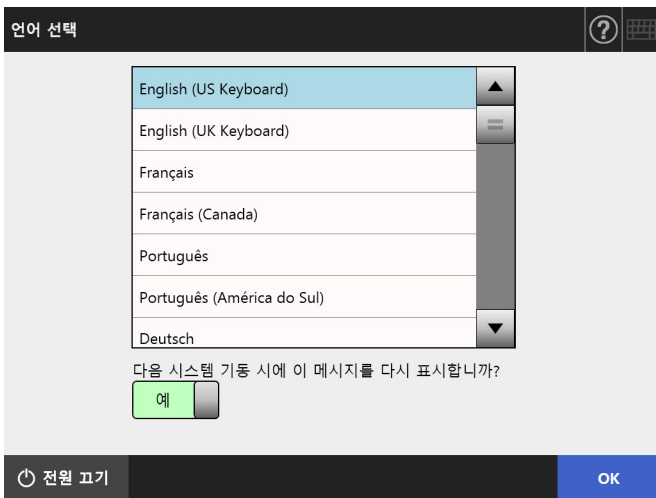 언어 선택
English (US Keyboard)
English (UK Keyboard)
Français
Français (Canada)
Português
Português (América do Sul)
Deutsch
다음 시스템 기동 시에 이 메시지를 다시 표시합니까?
예
전원 끄기
OK